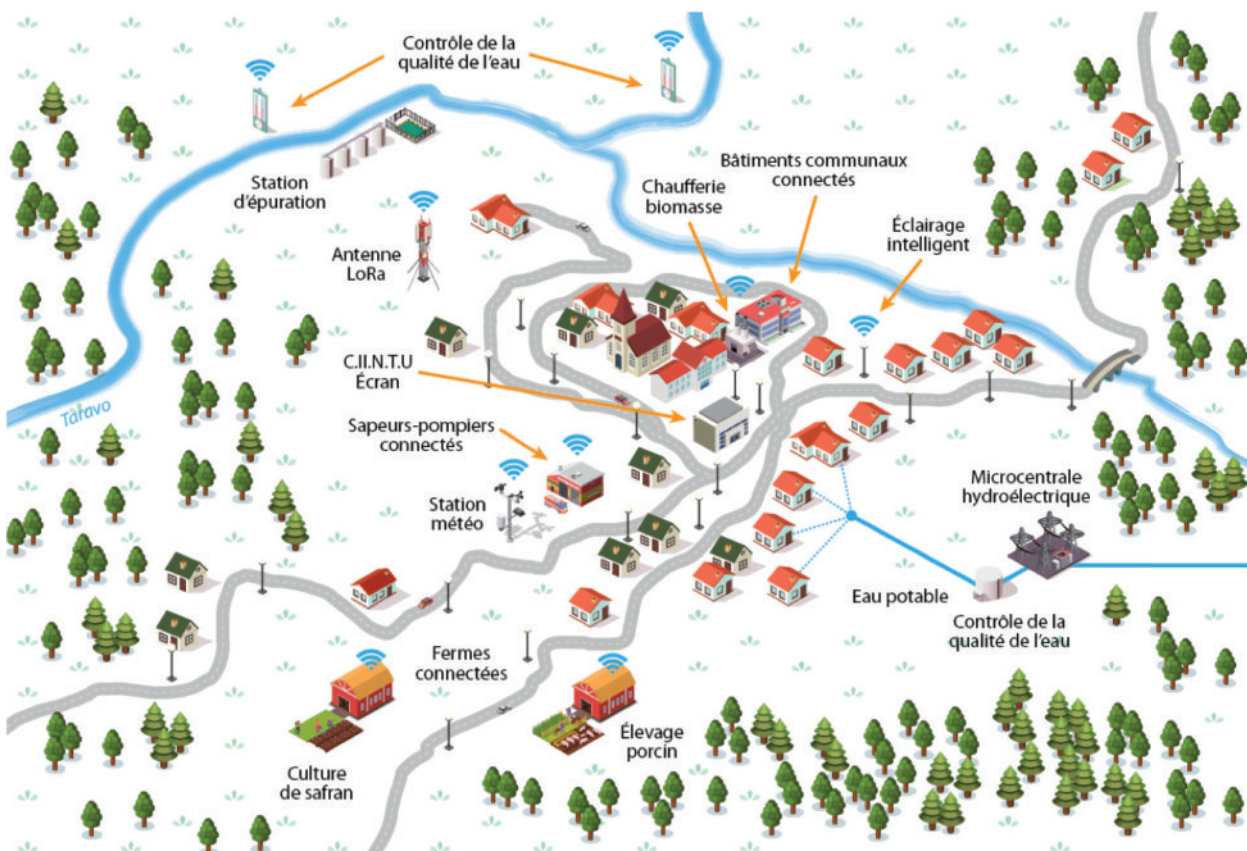 Contrôle de la
qualité de l'eau
Station
d'épuration
Antenne
LoRa
Chaufferie
biomasse
Bâtiments communaux
connectés
Éclairage
intelligent
C.I.I.N.T.U
Écran
Taravo
Sapeurs-pompiers
connectés
Station
météo
Microcentrale
hydroélectrique
Eau potable
Contrôle de la
qualité de l'eau
Fermes
connectées
Culture
de safran
Élevage
porcin